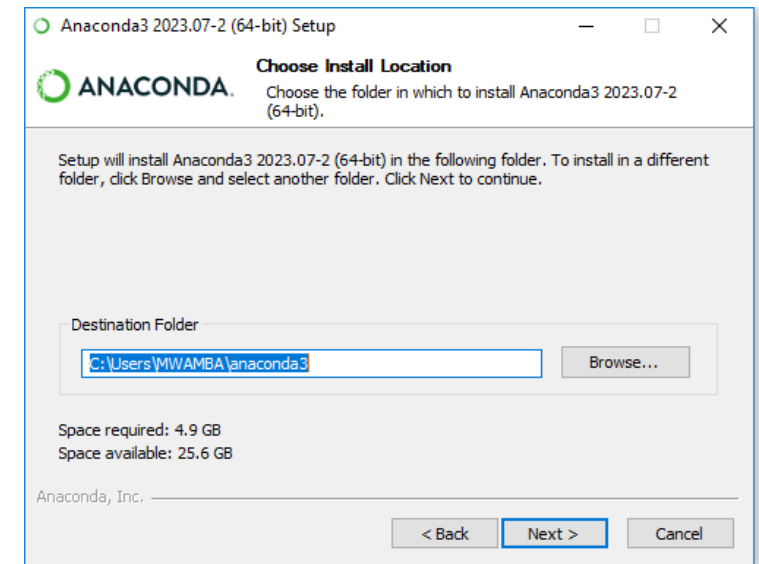 Anaconda3 2023.07-2 (64-bit) Setup
ANACONDA.
Choose Install Location
Choose the folder in which to install Anaconda3 2023.07-2
(64-bit).
Setup will install Anaconda3 2023.07-2 (64-bit) in the following folder. To install in a different
folder, click Browse and select another folder. Click Next to continue.
Destination Folder
C:\Users\MWAMBA\anaconda3
Browse...
Space required: 4.9 GB
Space available: 25.6 GB
Anaconda, Inc.
< Back
Next >
Cancel